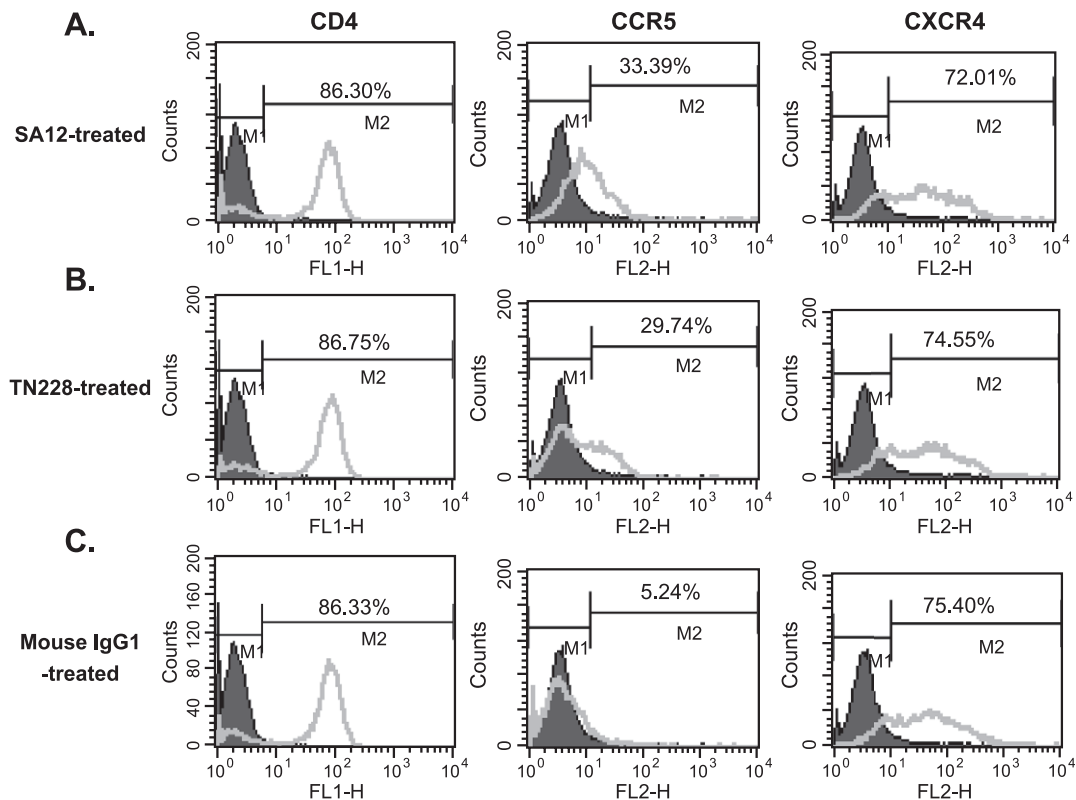 A.
CD4
CCR5
CXCR4
SA12-treated
200
Counts
0
86.30%
M1
M2
10^0 10^1 10^2 10^3 10^4
FL1-H
200
Counts
0
33.39%
M1
M2
10^0 10^1 10^2 10^3 10^4
FL2-H
200
Counts
0
72.01%
M1
M2
10^0 10^1 10^2 10^3 10^4
FL2-H
B.
TN228-treated
200
Counts
0
86.75%
M1
M2
10^0 10^1 10^2 10^3 10^4
FL1-H
200
Counts
0
29.74%
M1
M2
10^0 10^1 10^2 10^3 10^4
FL2-H
200
Counts
0
74.55%
M1
M2
10^0 10^1 10^2 10^3 10^4
FL2-H
C.
Mouse IgG1
-treated
200
160
120
80
40
0
Counts
86.33%
M1
M2
10^0 10^1 10^2 10^3 10^4
FL1-H
200
Counts
0
5.24%
M1
M2
10^0 10^1 10^2 10^3 10^4
FL2-H
200
Counts
0
75.40%
M1
M2
10^0 10^1 10^2 10^3 10^4
FL2-H